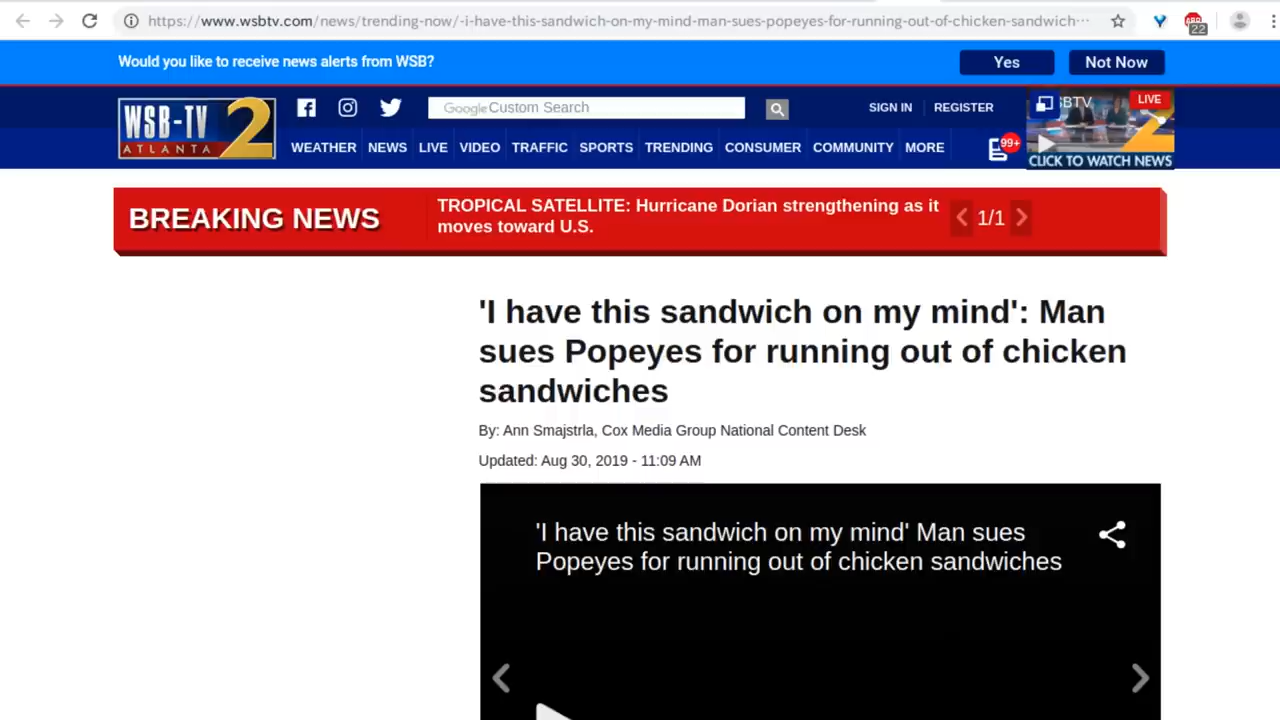 https://www.wsbtv.com/news/trending-now/-i-have-this-sandwich-on-my-mind-man-sues-popeyes-for-running-out-of-chicken-sandwich···
ABP
22
Would you like to receive news alerts from WSB?
Yes
Not Now
WSB-TV 2
ATLANTA
Google Custom Search
SIGN IN
REGISTER
SBTV
LIVE
WEATHER NEWS LIVE VIDEO TRAFFIC SPORTS TRENDING CONSUMER COMMUNITY MORE
99+
2
CLICK TO WATCH NEWS
BREAKING NEWS
TROPICAL SATELLITE: Hurricane Dorian strengthening as it
moves toward U.S.
1/1
'I have this sandwich on my mind': Man
sues Popeyes for running out of chicken
sandwiches
By: Ann Smajstrla, Cox Media Group National Content Desk
Updated: Aug 30, 2019 - 11:09 AM
'I have this sandwich on my mind' Man sues
Popeyes for running out of chicken sandwiches